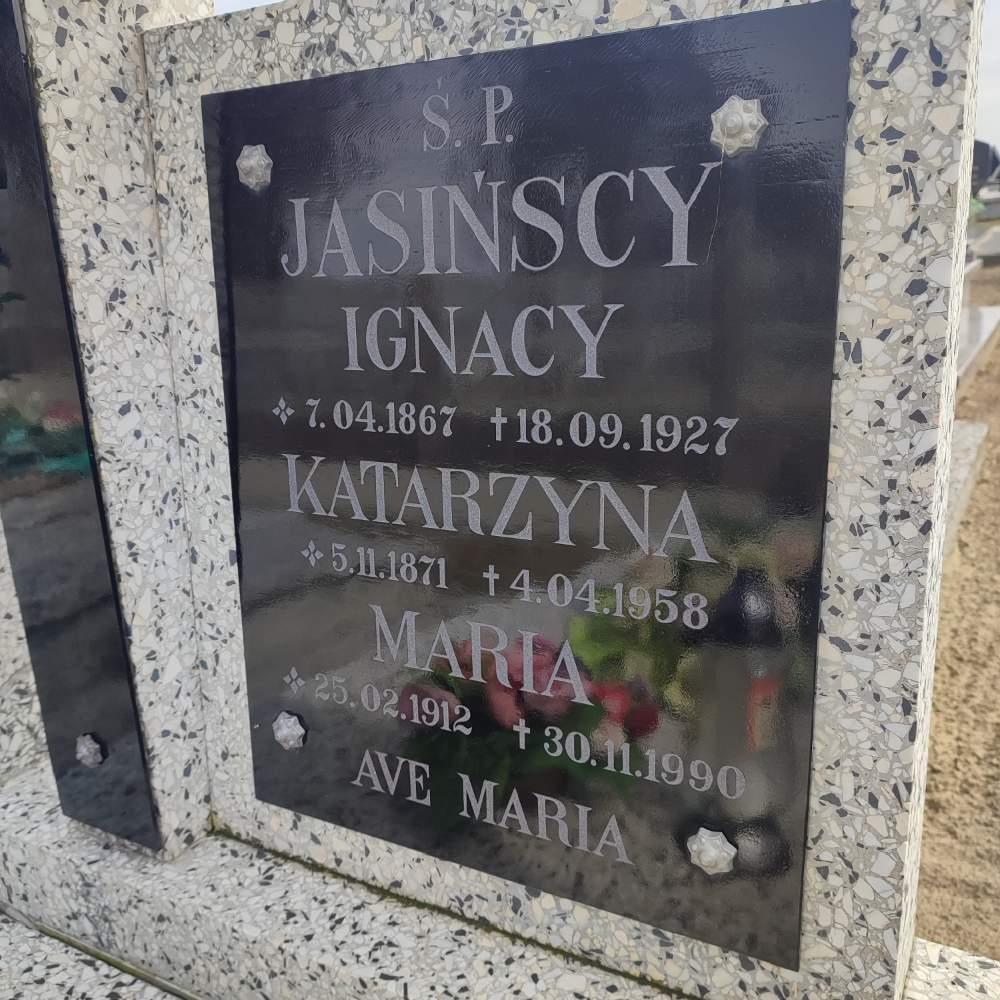 Ś. P.
JASIŃSCY
IGNACY
7.04.1867 18.09.1927
KATARZYNA
5.11.1871 4.04.1958
MARIA
25.02.1912 30.11.1990
AVE MARIA